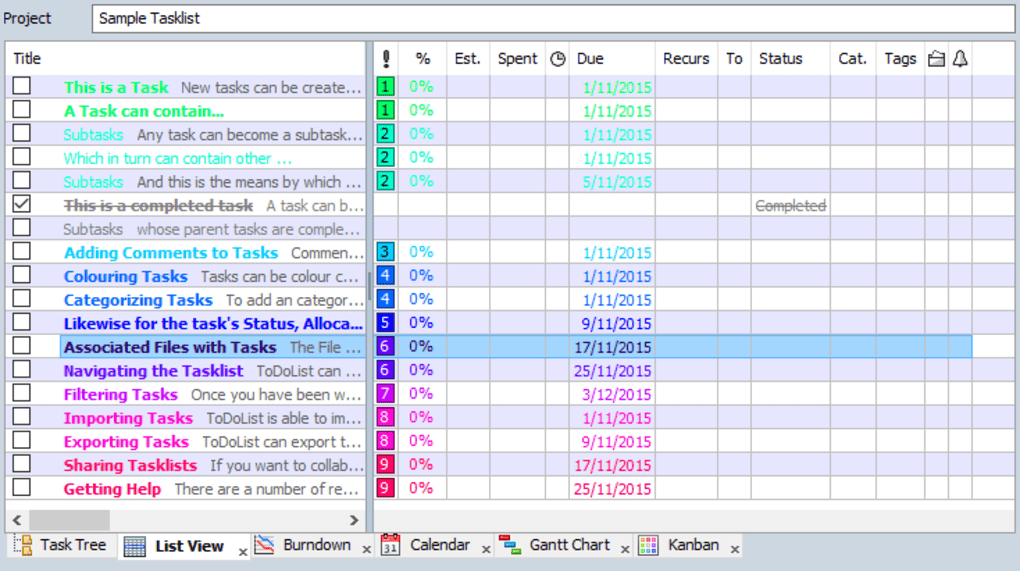 Project Sample Tasklist
Title ! % Est. Spent Due Recurs To Status Cat. Tags
This is a Task New tasks can be create... 1 0% 1/11/2015
A Task can contain... 1 0% 1/11/2015
Subtasks Any task can become a subtask... 2 0% 1/11/2015
Which in turn can contain other ... 2 0% 1/11/2015
Subtasks And this is the means by which ... 2 0% 5/11/2015
This is a completed task A task can b... Completed
Subtasks whose parent tasks are comple...
Adding Comments to Tasks Commen... 3 0% 1/11/2015
Colouring Tasks Tasks can be colour c... 4 0% 1/11/2015
Categorizing Tasks To add an categor... 4 0% 1/11/2015
Likewise for the task's Status, Alloca... 5 0% 9/11/2015
Associated Files with Tasks The File ... 6 0% 17/11/2015
Navigating the Tasklist ToDoList can ... 6 0% 25/11/2015
Filtering Tasks Once you have been w... 7 0% 3/12/2015
Importing Tasks ToDoList is able to im... 8 0% 1/11/2015
Exporting Tasks ToDoList can export t... 8 0% 9/11/2015
Sharing Tasklists If you want to collab... 9 0% 17/11/2015
Getting Help There are a number of re... 9 0% 25/11/2015
Task Tree List View x Burndown x 31 Calendar x Gantt Chart x Kanban x